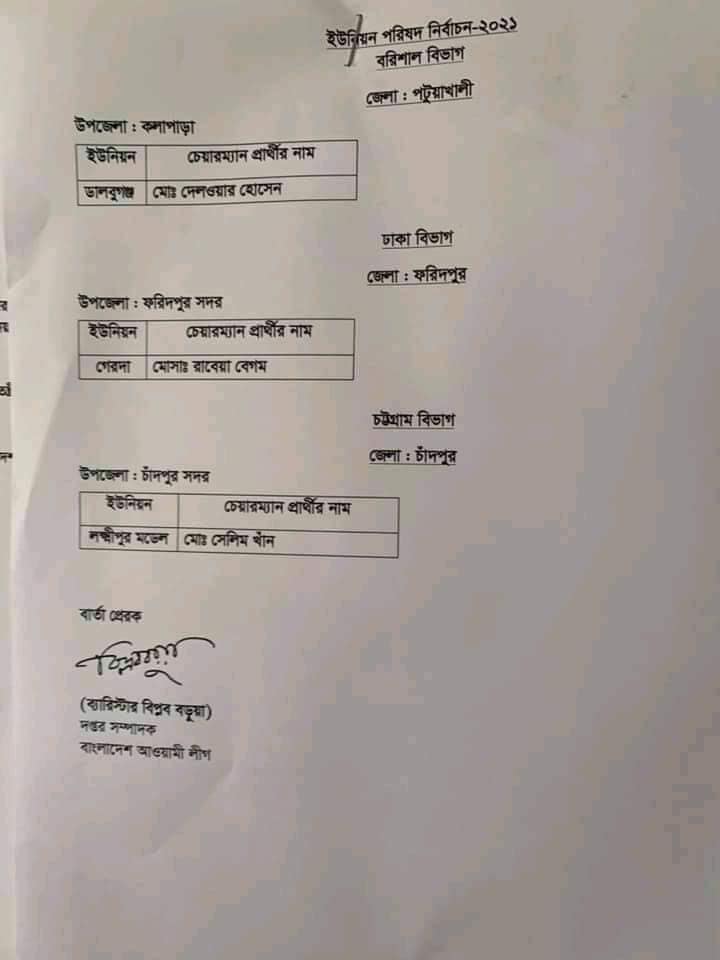 ইউনিয়ন পরিষদ নির্বাচন-২০২১
বরিশাল বিভাগ
জেলা : পটুয়াখালী
উপজেলা : কলাপাড়া
ইউনিয়ন চেয়ারম্যান প্রার্থীর নাম
ডালবুগঞ্জ মোঃ দেলওয়ার হোসেন
ঢাকা বিভাগ
জেলা : ফরিদপুর
উপজেলা : ফরিদপুর সদর
ইউনিয়ন চেয়ারম্যান প্রার্থীর নাম
গেরদা মোসাঃ রাবেয়া বেগম
চট্টগ্রাম বিভাগ
জেলা : চাঁদপুর
উপজেলা : চাঁদপুর সদর
ইউনিয়ন চেয়ারম্যান প্রার্থীর নাম
লক্ষ্মীপুর মডেল মোঃ সেলিম খাঁন
বার্তা প্রেরক
(ব্যারিস্টার বিপ্লব বড়ুয়া)
দপ্তর সম্পাদক
বাংলাদেশ আওয়ামী লীগ